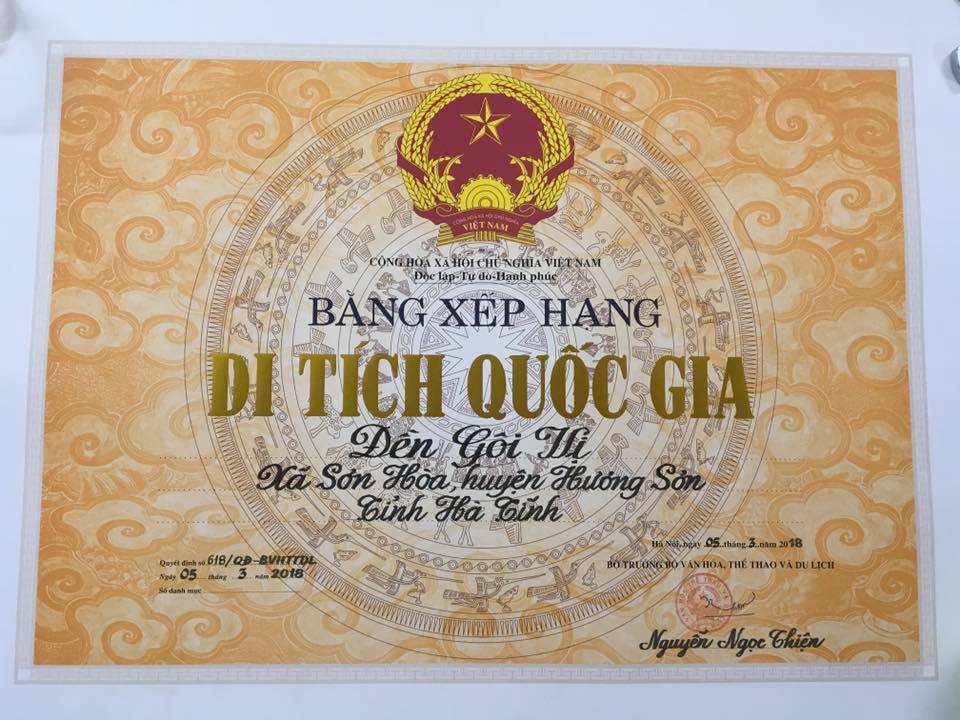 CỘNG HÒA XÃ HỘI CHỦ NGHĨA
VIỆT NAM
CỘNG HÒA XÃ HỘI CHỦ NGHĨA VIỆT NAM
Độc lập-Tự do-Hạnh phúc
BẰNG XẾP HẠNG
DI TÍCH QUỐC GIA
Đền Gôi Vị
Xã Sơn Hòa, huyện Hương Sơn
Tỉnh Hà Tĩnh
Hà Nội, ngày 05 tháng 3 năm 2018
Quyết định số 618/QĐ-BVHTTDL
Ngày 05 tháng 3 năm 2018
Số danh mục
BỘ TRƯỞNG BỘ VĂN HÓA, THỂ THAO VÀ DU LỊCH
Nguyễn Ngọc Thiện